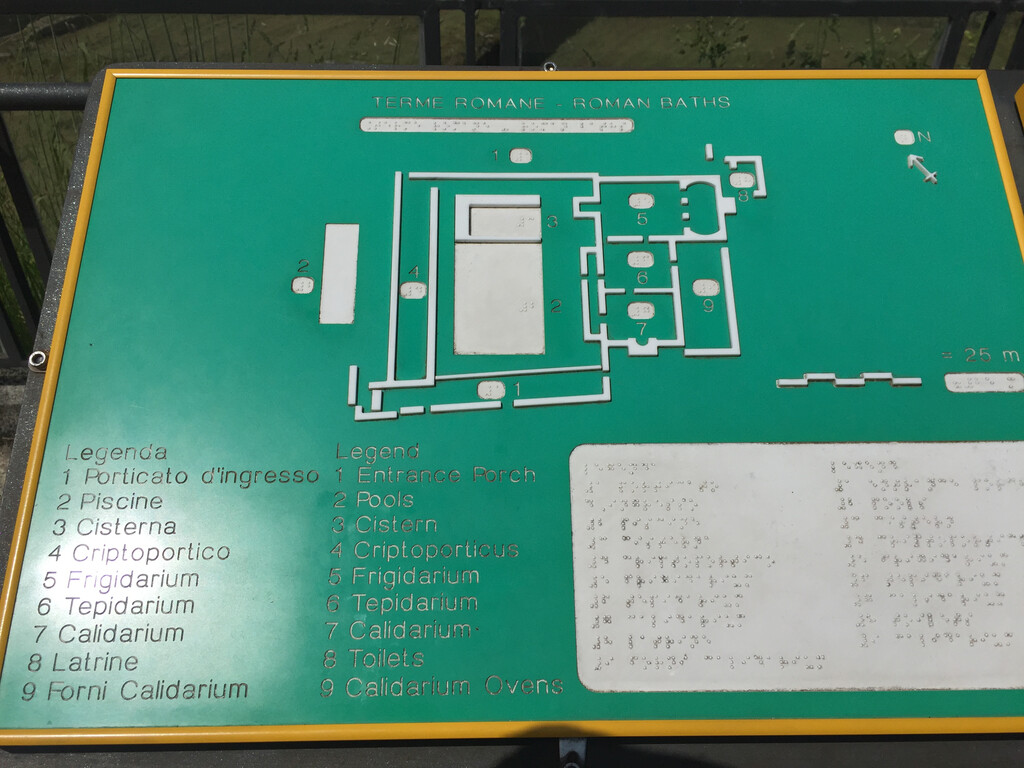 TERME ROMANE - ROMAN BATHS
1
N
8
5
3
2
4
6
2
9
7
= 25 m
1
Legenda
1 Porticato d'ingresso
2 Piscine
3 Cisterna
4 Criptoportico
5 Frigidarium
6 Tepidarium
7 Calidarium
8 Latrine
9 Forni Calidarium
Legend
1 Entrance Porch
2 Pools
3 Cistern
4 Criptoporticus
5 Frigidarium
6 Tepidarium
7 Calidarium
8 Toilets
9 Calidarium Ovens